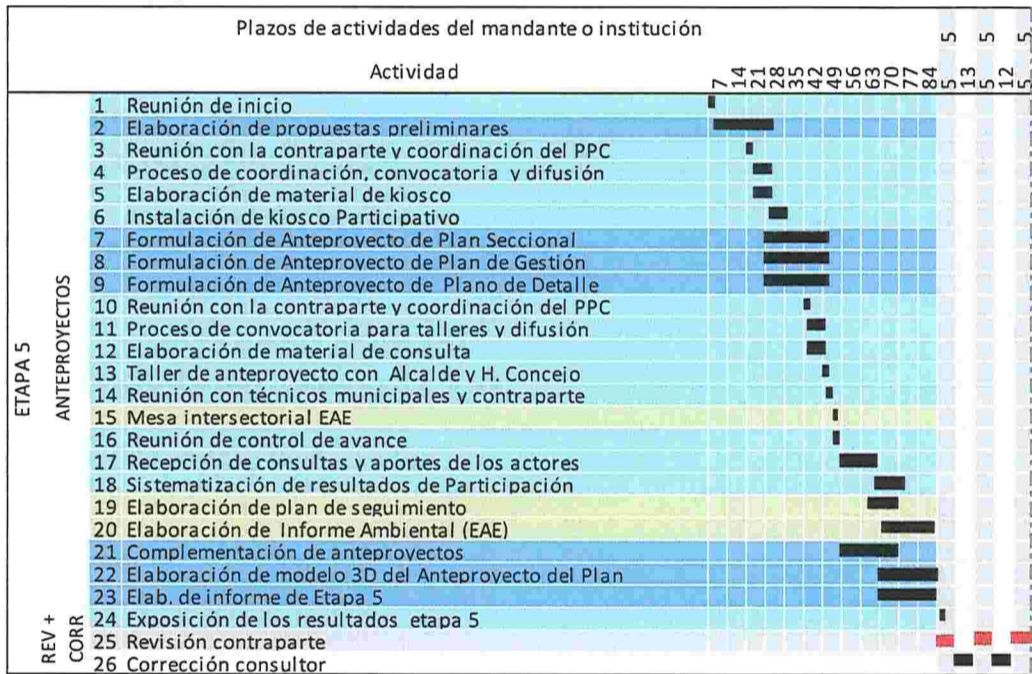 Plazos de actividades del mandante o institución 5 5 5
Actividad 7 14 21 28 35 42 49 56 63 70 77 84 5 13 5 12 5
ETAPA 5
ANTEPROYECTOS
1 Reunión de inicio
2 Elaboración de propuestas preliminares
3 Reunión con la contraparte y coordinación del PPC
4 Proceso de coordinación, convocatoria y difusión
5 Elaboración de material de kiosco
6 Instalación de kiosco Participativo
7 Formulación de Anteproyecto de Plan Seccional
8 Formulación de Anteproyecto de Plan de Gestión
9 Formulación de Anteproyecto de Plano de Detalle
10 Reunión con la contraparte y coordinación del PPC
11 Proceso de convocatoria para talleres y difusión
12 Elaboración de material de consulta
13 Taller de anteproyecto con Alcalde y H. Concejo
14 Reunión con técnicos municipales y contraparte
15 Mesa intersectorial EAE
16 Reunión de control de avance
17 Recepción de consultas y aportes de los actores
18 Sistematización de resultados de Participación
19 Elaboración de plan de seguimiento
20 Elaboración de Informe Ambiental (EAE)
21 Complementación de anteproyectos
22 Elaboración de modelo 3D del Anteproyecto del Plan
23 Elab. de informe de Etapa 5
REV + CORR
24 Exposición de los resultados etapa 5
25 Revisión contraparte
26 Corrección consultor